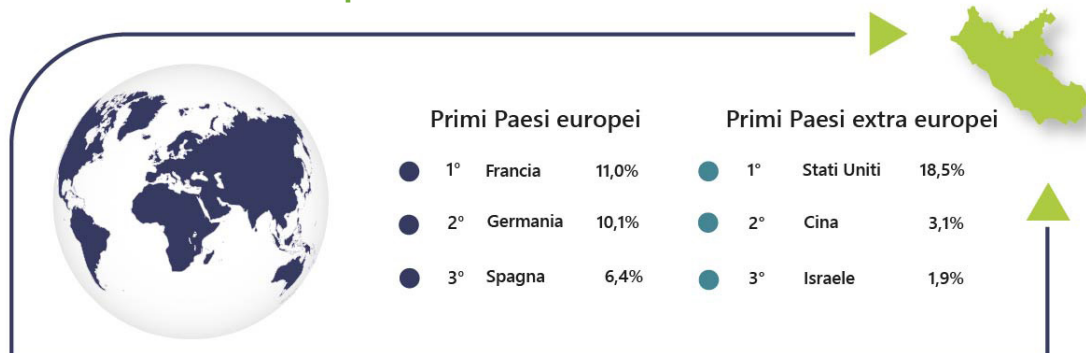 Primi Paesi europei
1° Francia 11,0%
2° Germania 10,1%
3° Spagna 6,4%
Primi Paesi extra europei
1° Stati Uniti 18,5%
2° Cina 3,1%
3° Israele 1,9%